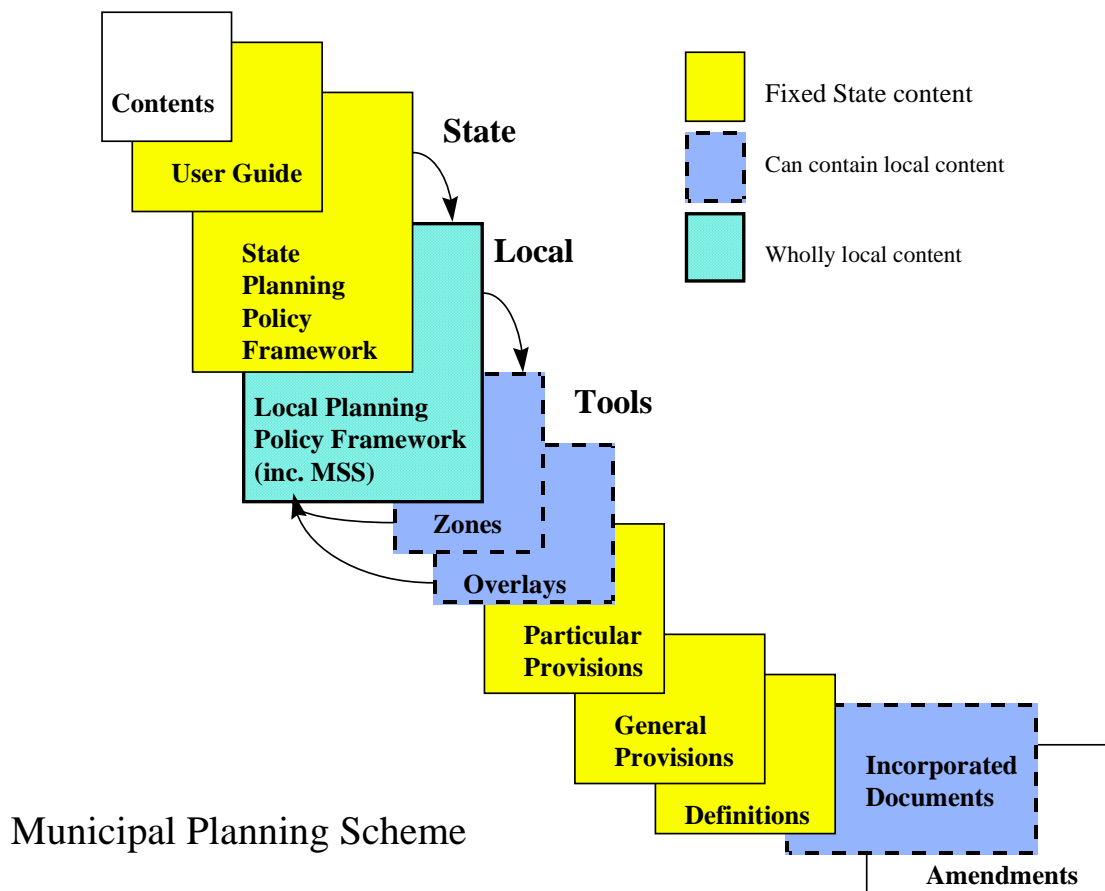 Contents
User Guide
State
Planning
Policy
Framework
State
Local
Local Planning
Policy Framework
(inc. MSS)
Tools
Zones
Overlays
Particular
Provisions
General
Provisions
Definitions
Incorporated
Documents
Amendments
Fixed State content
Can contain local content
Wholly local content
Municipal Planning Scheme